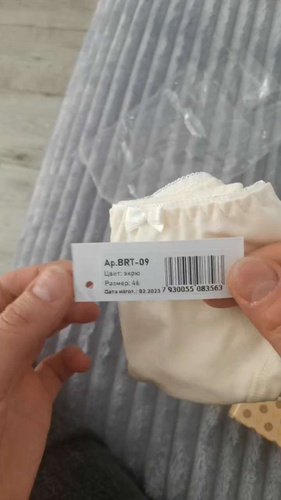 Ар.BRT-09
Цвет: экрю
Размер: 46
Дата изгот.: 02.2023
7 930055 083563